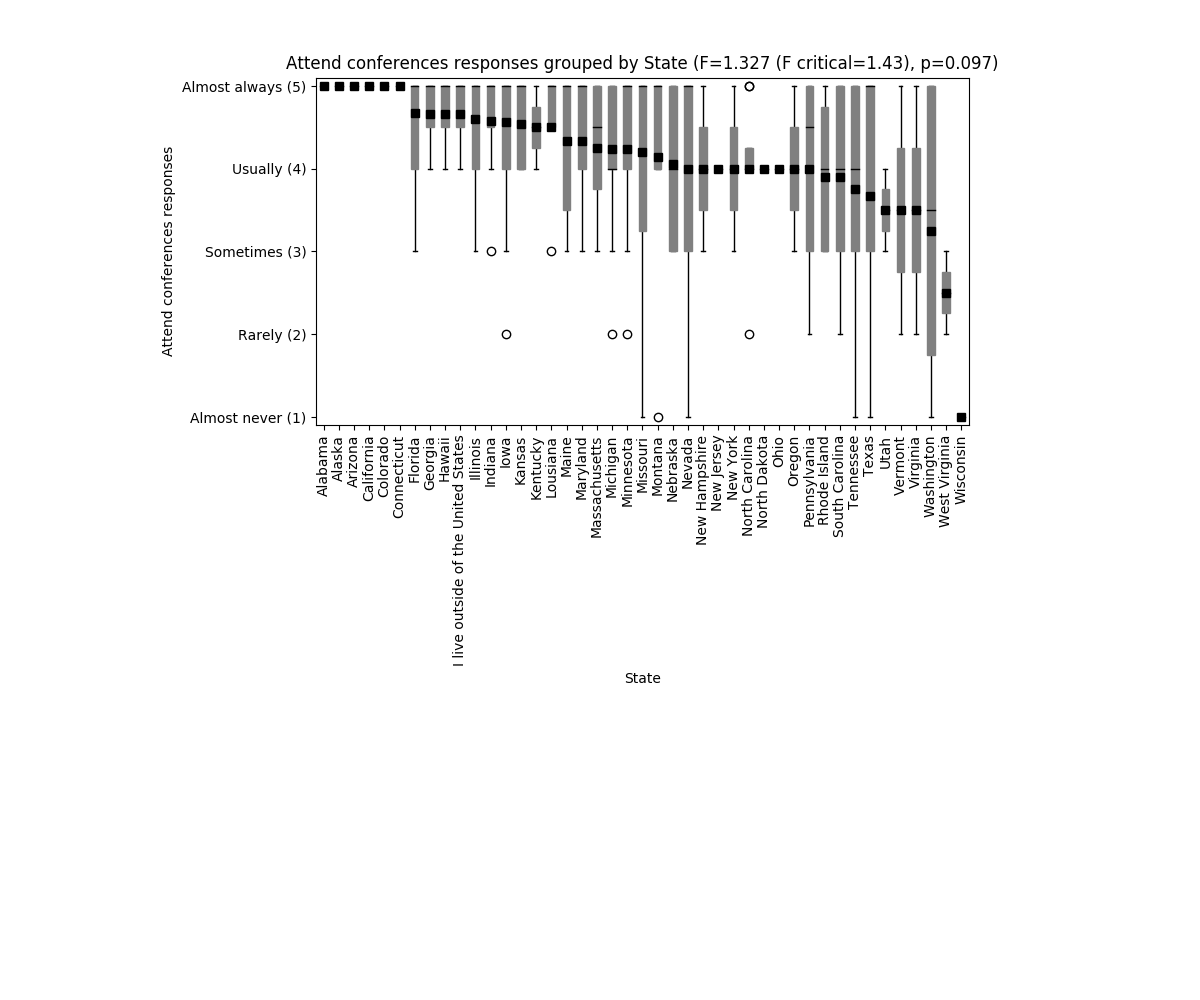 Attend conferences responses grouped by State (F=1.327 (F critical=1.43), p=0.097)
Attend conferences responses
Almost always (5)
Usually (4)
Sometimes (3)
Rarely (2)
Almost never (1)
Alabama
Alaska
Arizona
California
Colorado
Connecticut
Florida
Georgia
Hawaii
I live outside of the United States
Illinois
Indiana
Iowa
Kansas
Kentucky
Lousiana
Maine
Maryland
Massachusetts
Michigan
Minnesota
Missouri
Montana
Nebraska
Nevada
New Hampshire
New Jersey
New York
North Carolina
North Dakota
Ohio
Oregon
Pennsylvania
Rhode Island
South Carolina
Tennessee
Texas
Utah
Vermont
Virginia
Washington
West Virginia
Wisconsin
State